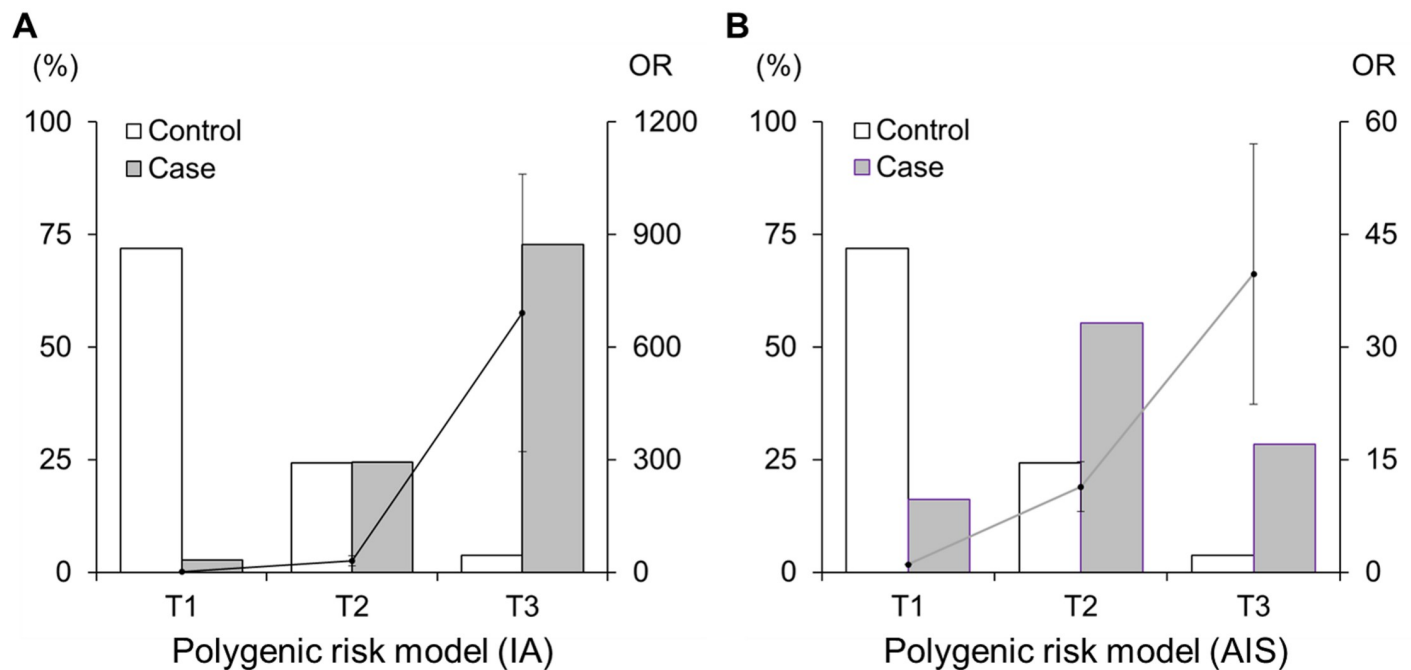 A
(%)
OR
100
75
50
25
0
Control
Case
1200
900
600
300
0
T1
T2
T3
Polygenic risk model (IA)
B
(%)
OR
100
75
50
25
0
Control
Case
60
45
30
15
0
T1
T2
T3
Polygenic risk model (AIS)